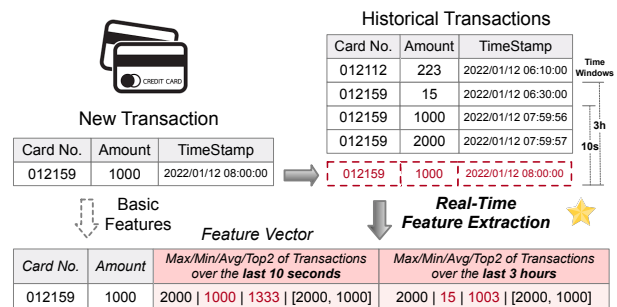 Historical Transactions
Card No. Amount TimeStamp
012112 223 2022/01/12 06:10:00
012159 15 2022/01/12 06:30:00
012159 1000 2022/01/12 07:59:56
012159 2000 2022/01/12 07:59:57
012159 1000 2022/01/12 08:00:00
Time
Windows
3h
10s
CREDIT CARD
New Transaction
Card No. Amount TimeStamp
012159 1000 2022/01/12 08:00:00
Basic
Features
Real-Time
Feature Extraction
Feature Vector
Card No. Amount Max/Min/Avg/Top2 of Transactions over the last 10 seconds Max/Min/Avg/Top2 of Transactions over the last 3 hours
012159 1000 2000 | 1000 | 1333 | [2000, 1000] 2000 | 15 | 1003 | [2000, 1000]